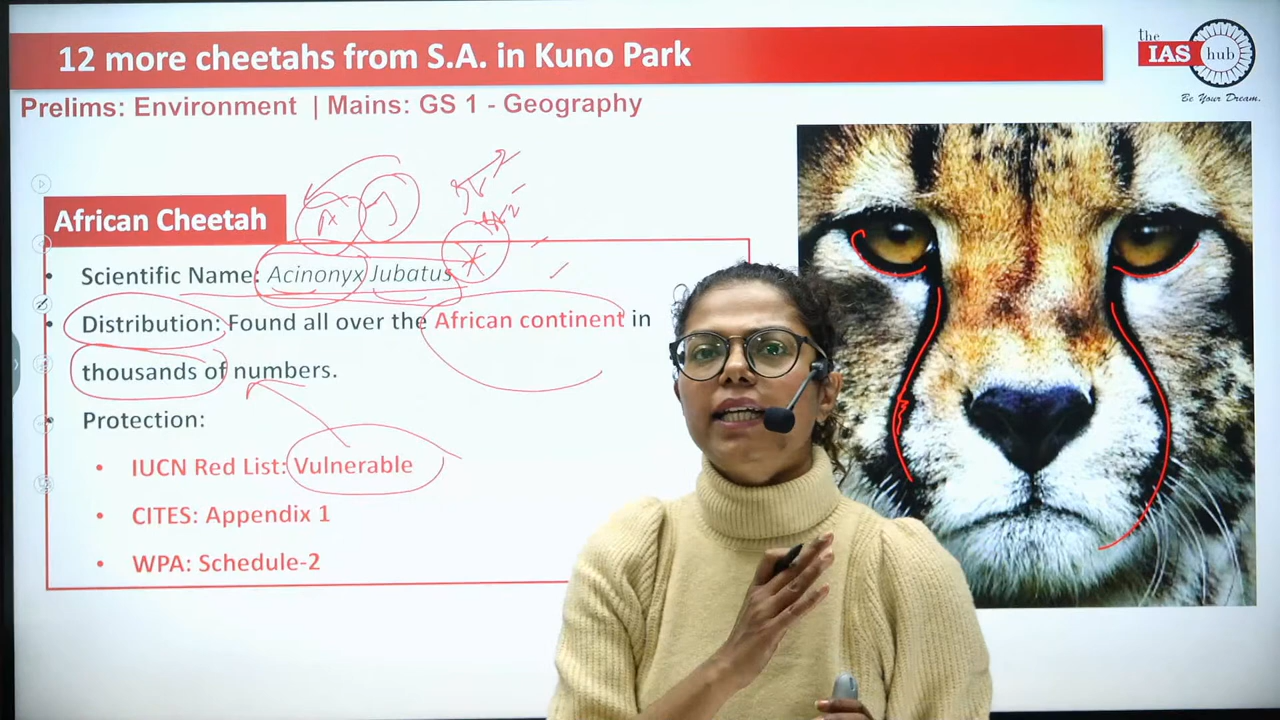 12 more cheetahs from S.A. in Kuno Park
the
IAS hub
Be Your Dream.
Prelims: Environment | Mains: GS 1 - Geography
African Cheetah
• Scientific Name: Acinonyx Jubatus
• Distribution: Found all over the African continent in
thousands of numbers.
• Protection:
• IUCN Red List: Vulnerable
• CITES: Appendix 1
• WPA: Schedule-2